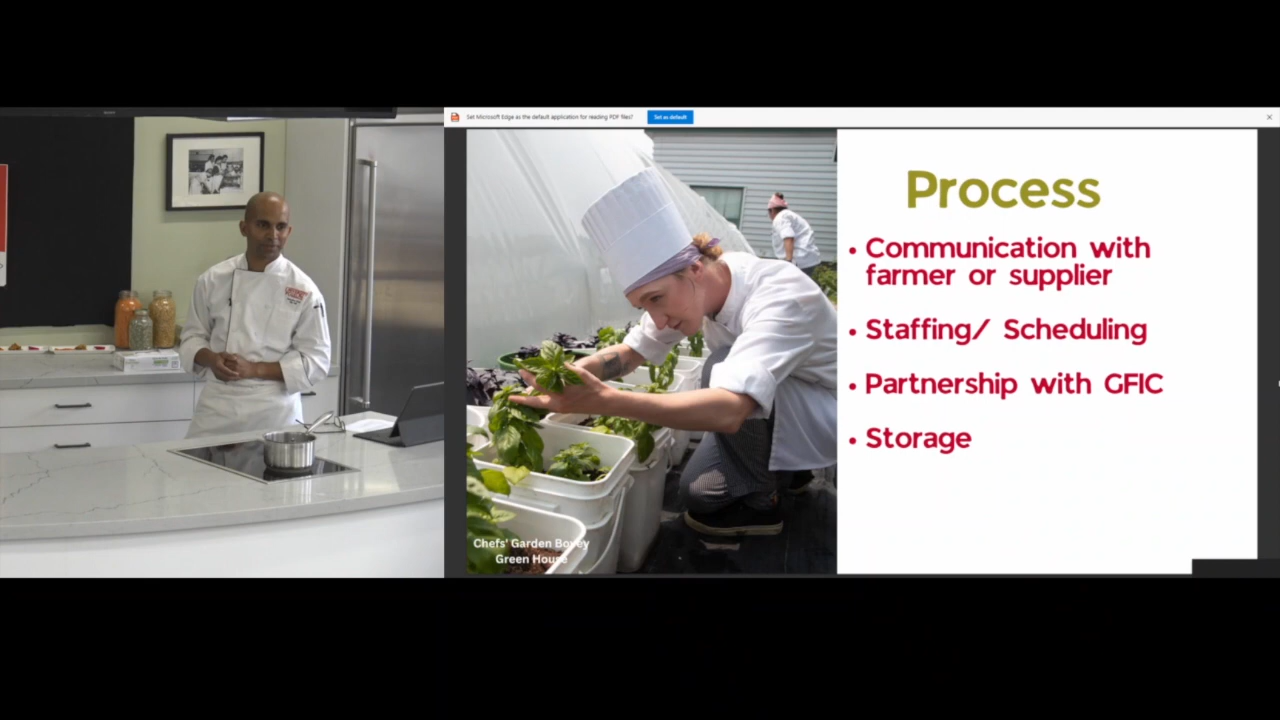 Set Microsoft Edge as the default application for reading PDF files?
Set as default
Process
• Communication with
farmer or supplier
• Staffing/ Scheduling
• Partnership with GFIC
• Storage
Chefs' Garden Bovey
Green House